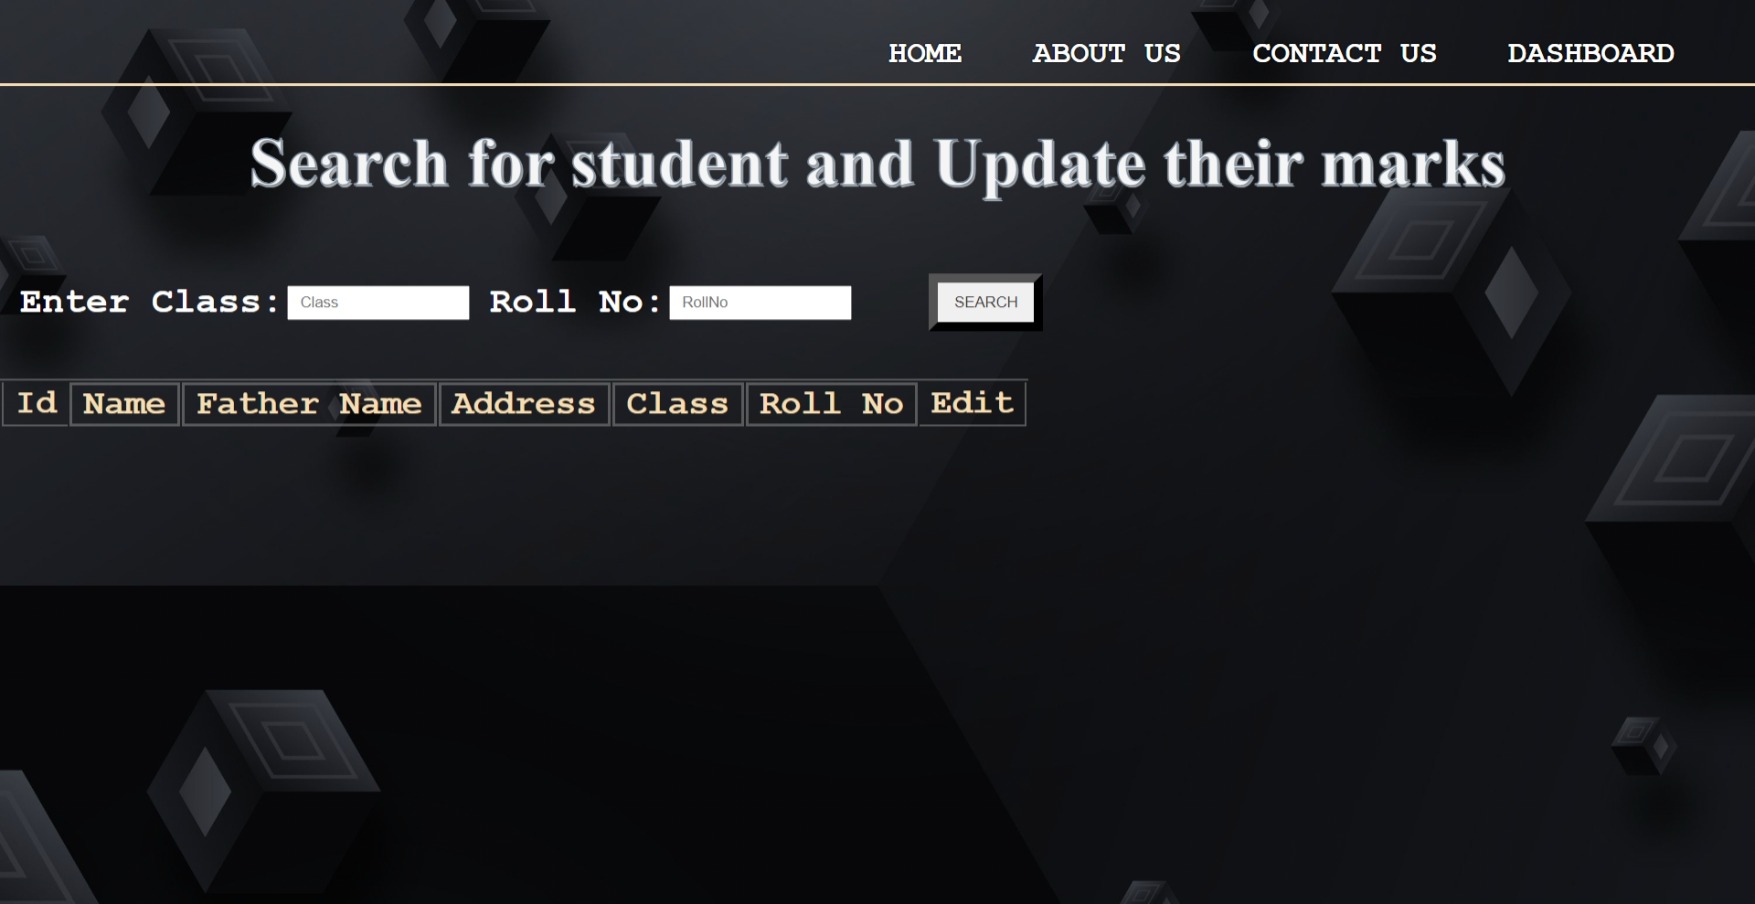 HOME ABOUT US CONTACT US DASHBOARD
Search for student and Update their marks
Enter Class: Class Roll No: RollNo SEARCH
Id Name Father Name Address Class Roll No Edit